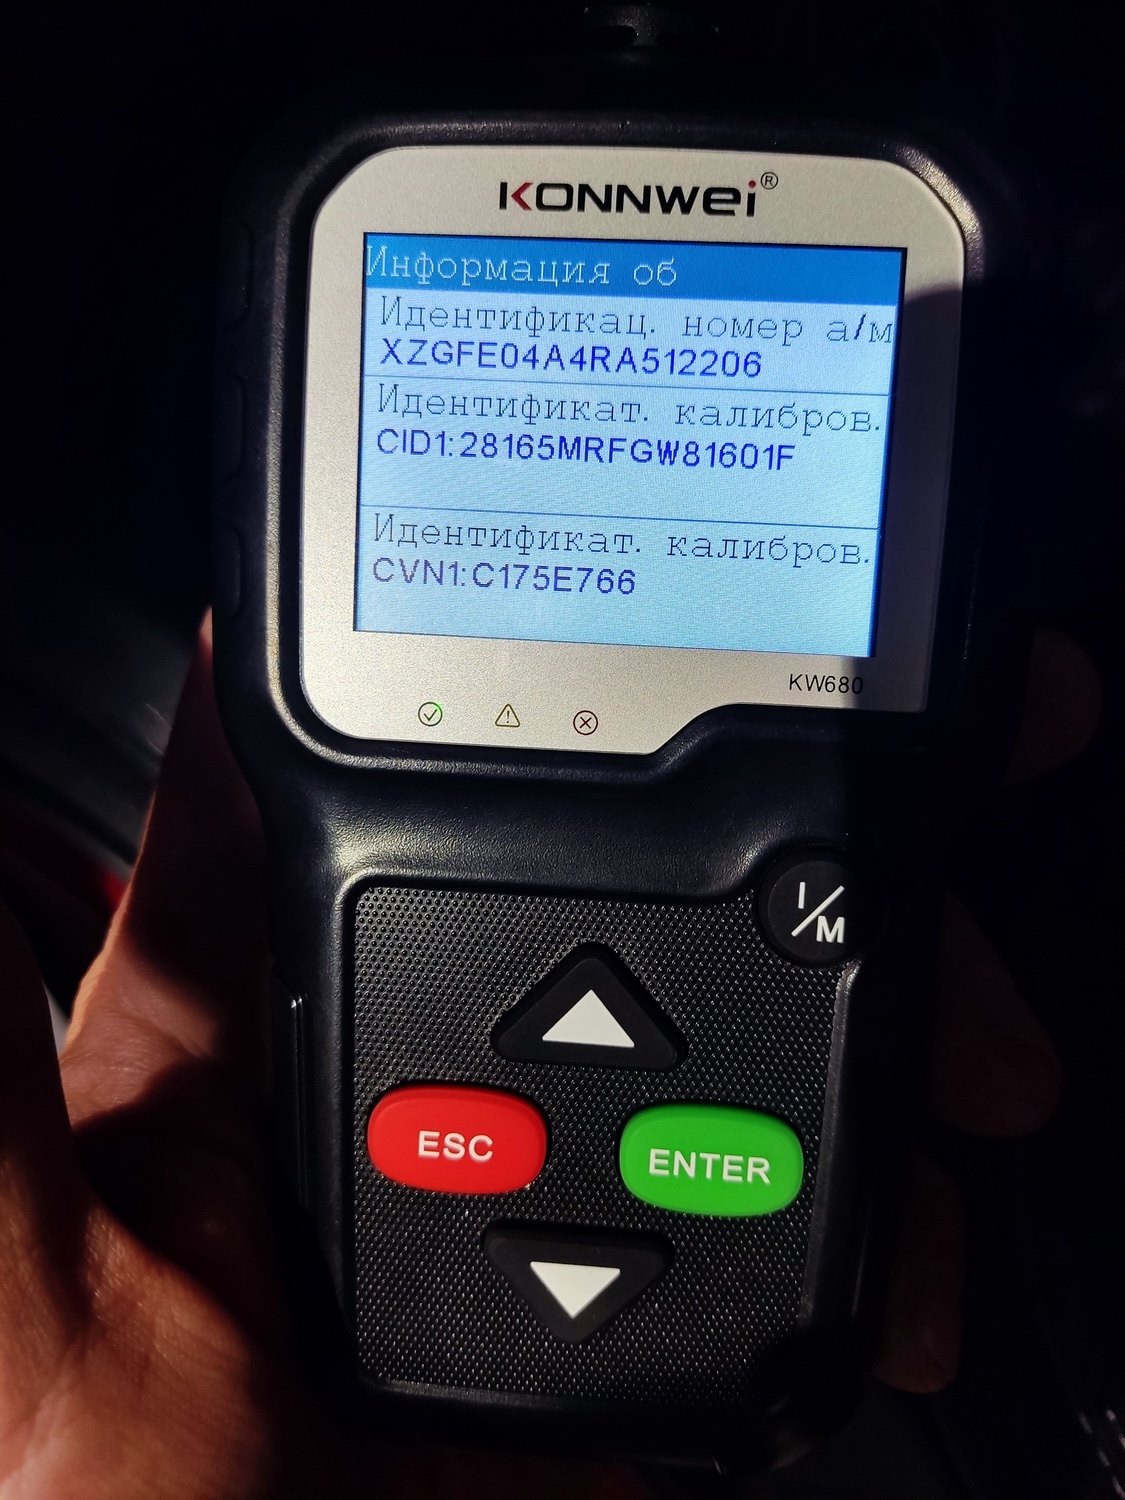 KONNWEI®
Информация об
Идентификац. номер а/м
XZGFE04A4RA512206
Идентификат. калибров.
CID1:28165MRFGW81601F
Идентификат. калибров.
CVN1:C175E766
KW680
I/M
ESC
ENTER